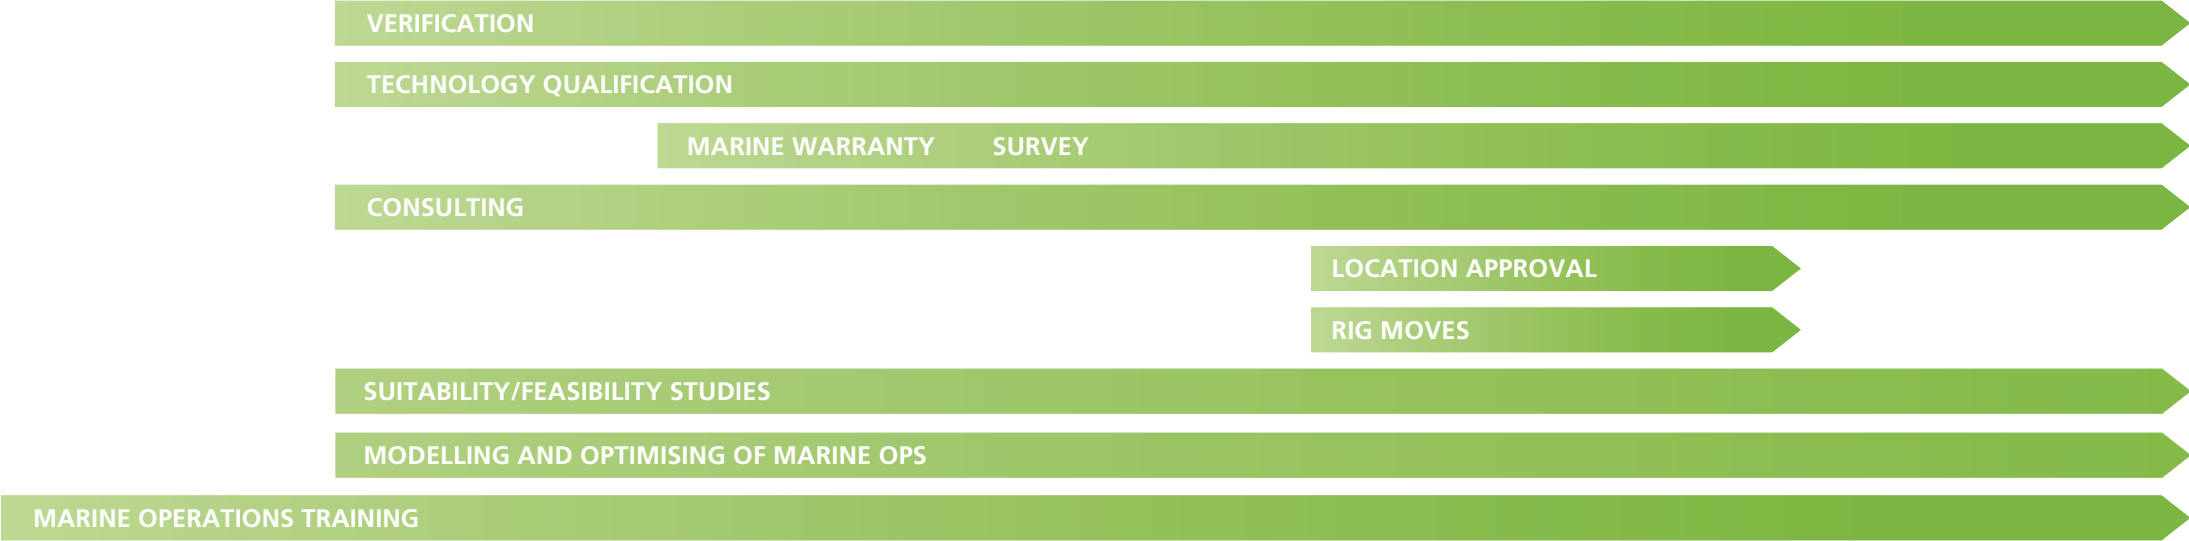 VERIFICATION
TECHNOLOGY QUALIFICATION
MARINE WARRANTY SURVEY
CONSULTING
LOCATION APPROVAL
RIG MOVES
SUITABILITY/FEASIBILITY STUDIES
MODELLING AND OPTIMISING OF MARINE OPS
MARINE OPERATIONS TRAINING